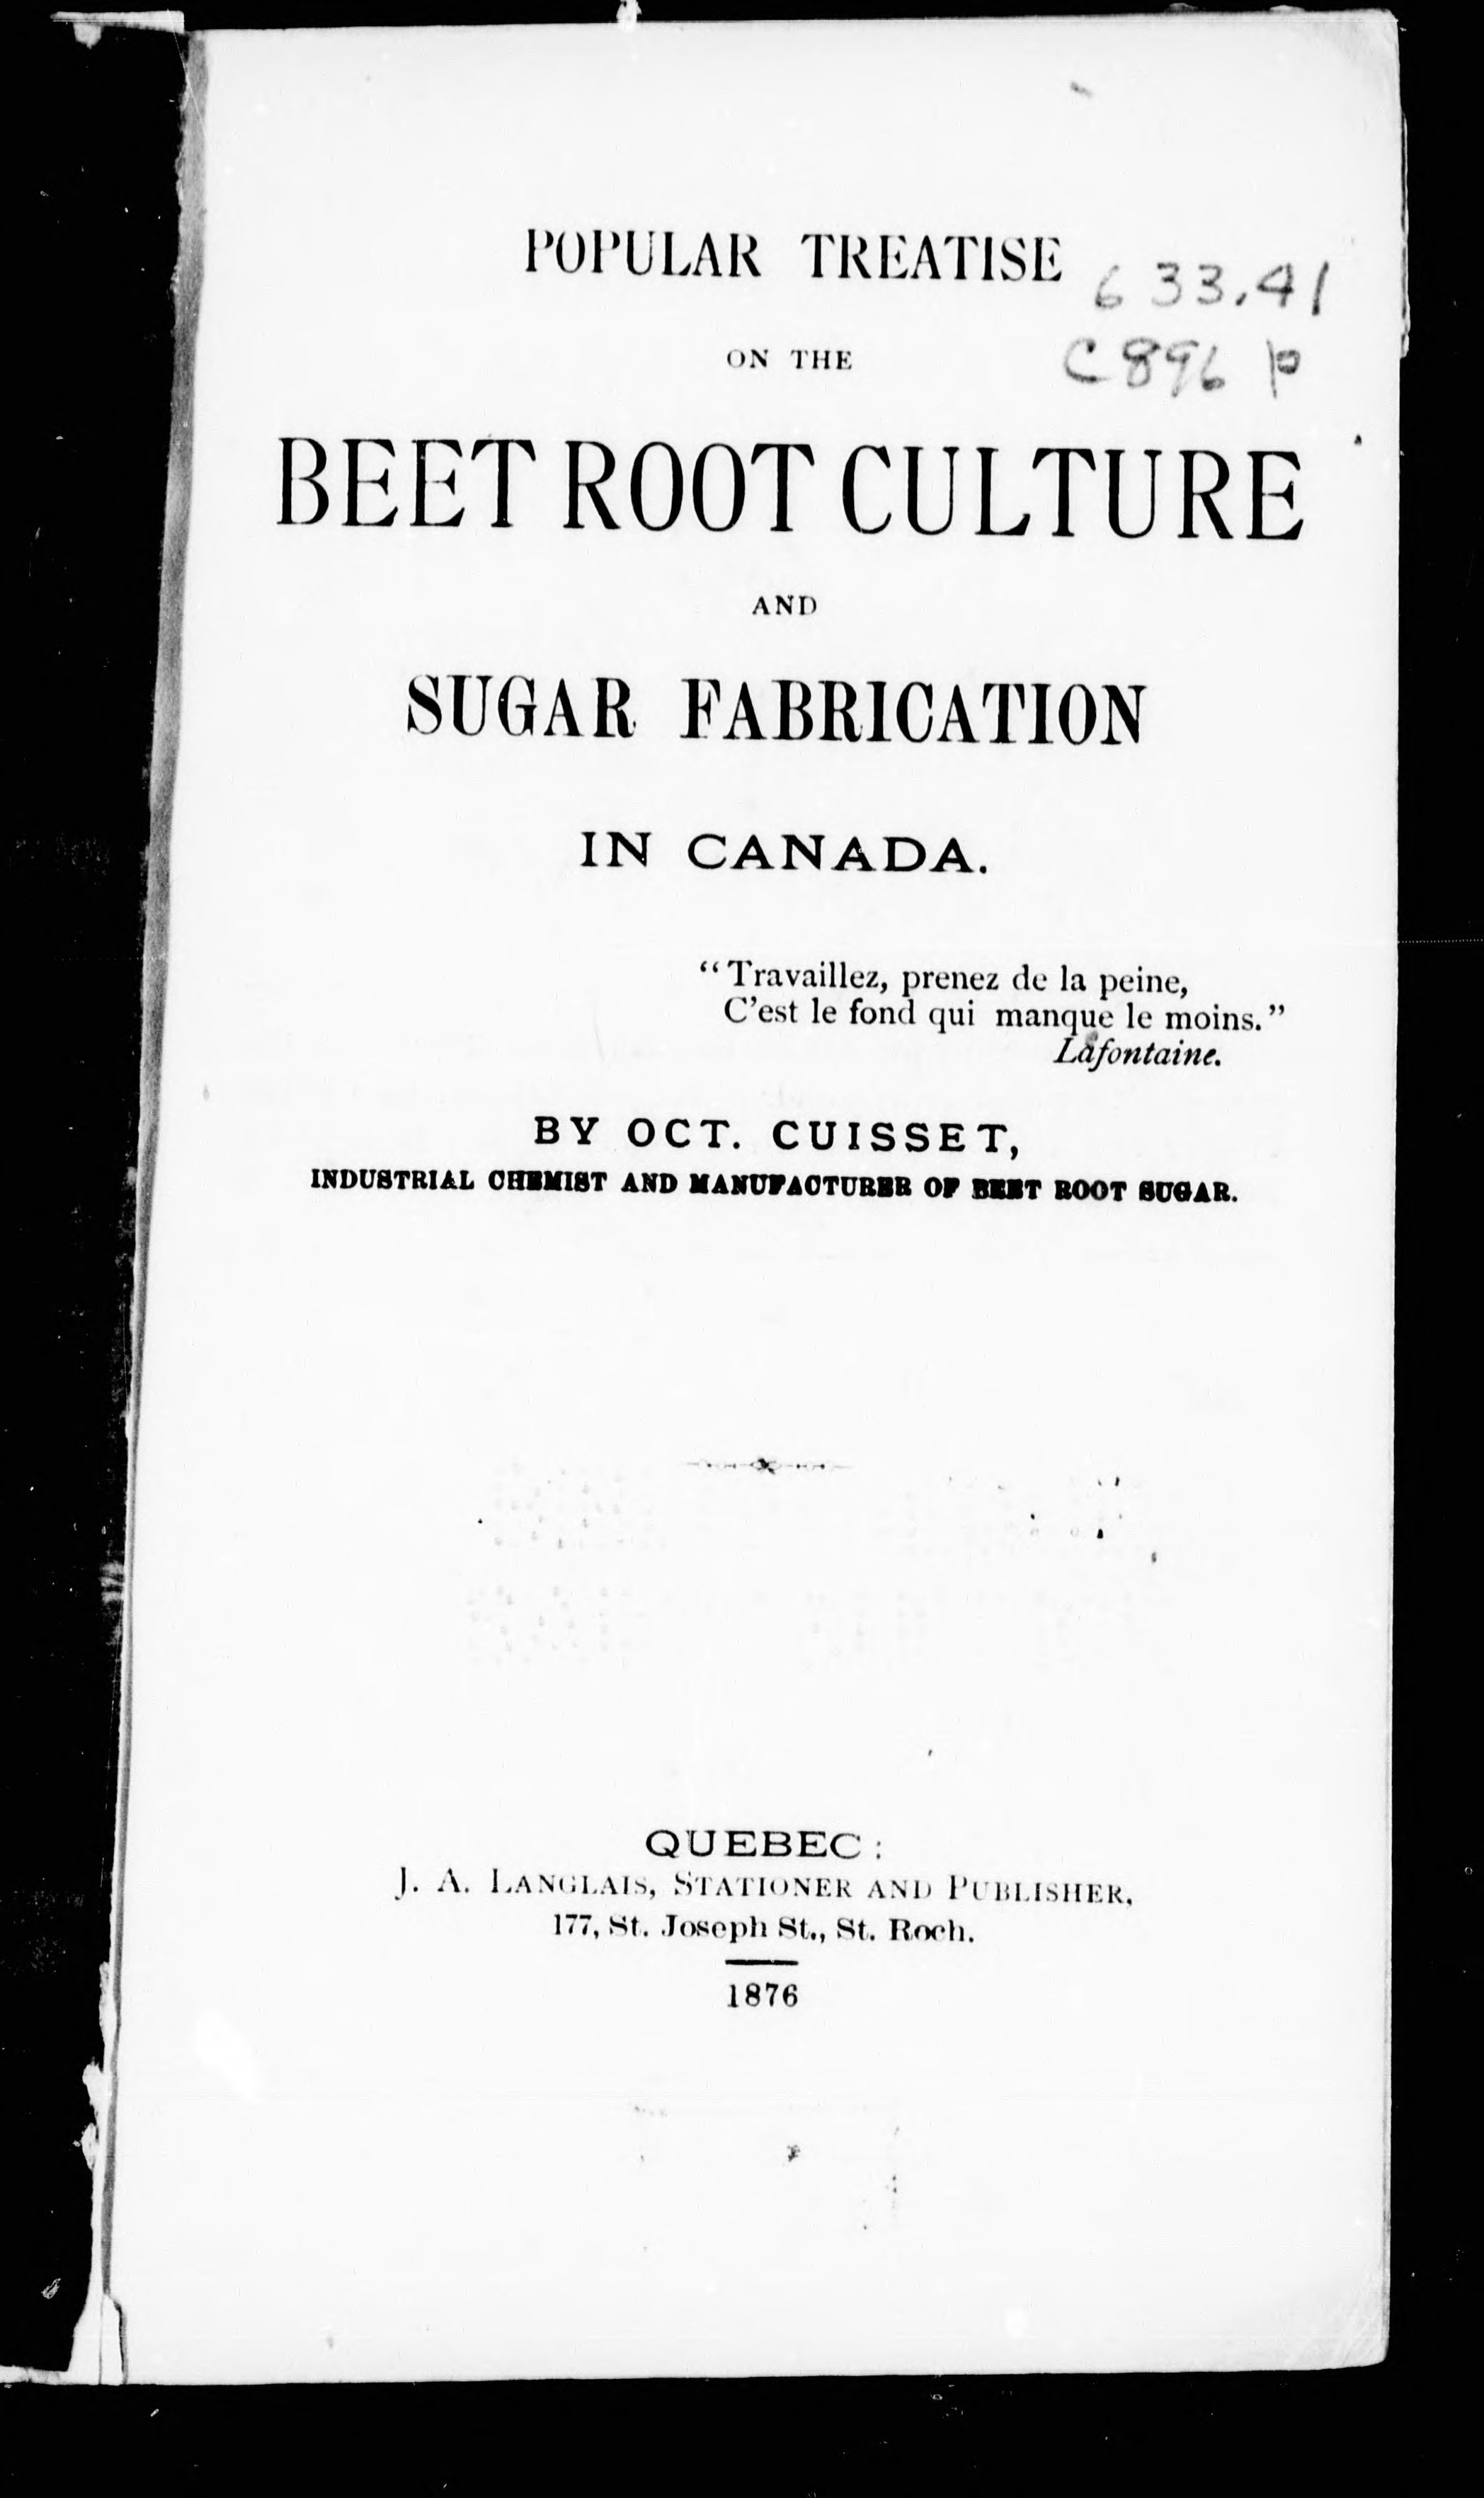 POPULAR TREATISE
633.41
ON THE
C896 p
BEET ROOT CULTURE
AND
SUGAR FABRICATION
IN CANADA.
“Travaillez, prenez de la peine,
C’est le fond qui manque le moins.”
Lafontaine.
BY OCT. CUISSET,
INDUSTRIAL CHEMIST AND MANUFACTURER OF BEET ROOT SUGAR.
QUEBEC:
J. A. LANGLAIS, STATIONER AND PUBLISHER,
177, St. Joseph St., St. Roch.
1876